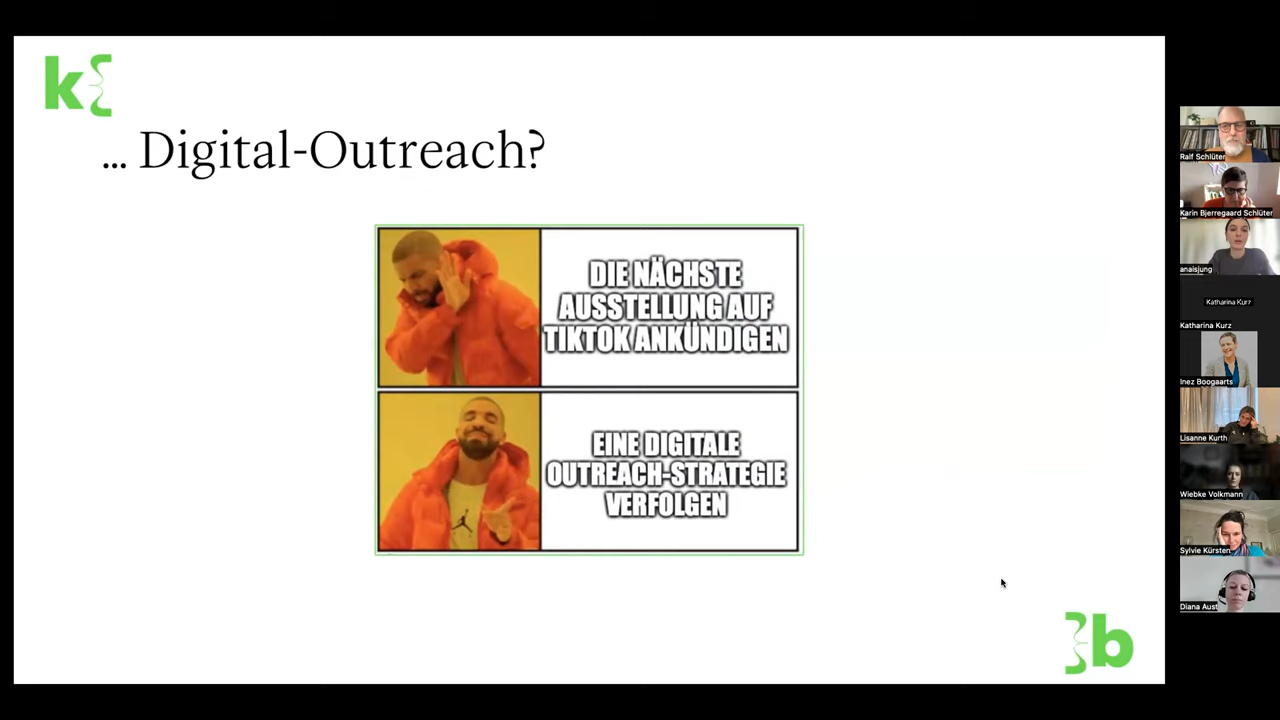 k
... Digital-Outreach?
DIE NÄCHSTE
AUSSTELLUNG AUF
TIKTOK ANKÜNDIGEN
EINE DIGITALE
OUTREACH-STRATEGIE
VERFOLGEN
b
Ralf Schlüter
Karin Bjerregaard Schlüter
anaisjung
Katharina Kurz
Katharina Kurz
Inez Boogaarts
Lisanne Kurth
Wiebke Volkmann
Sylvie Kürsten
Diana Aust